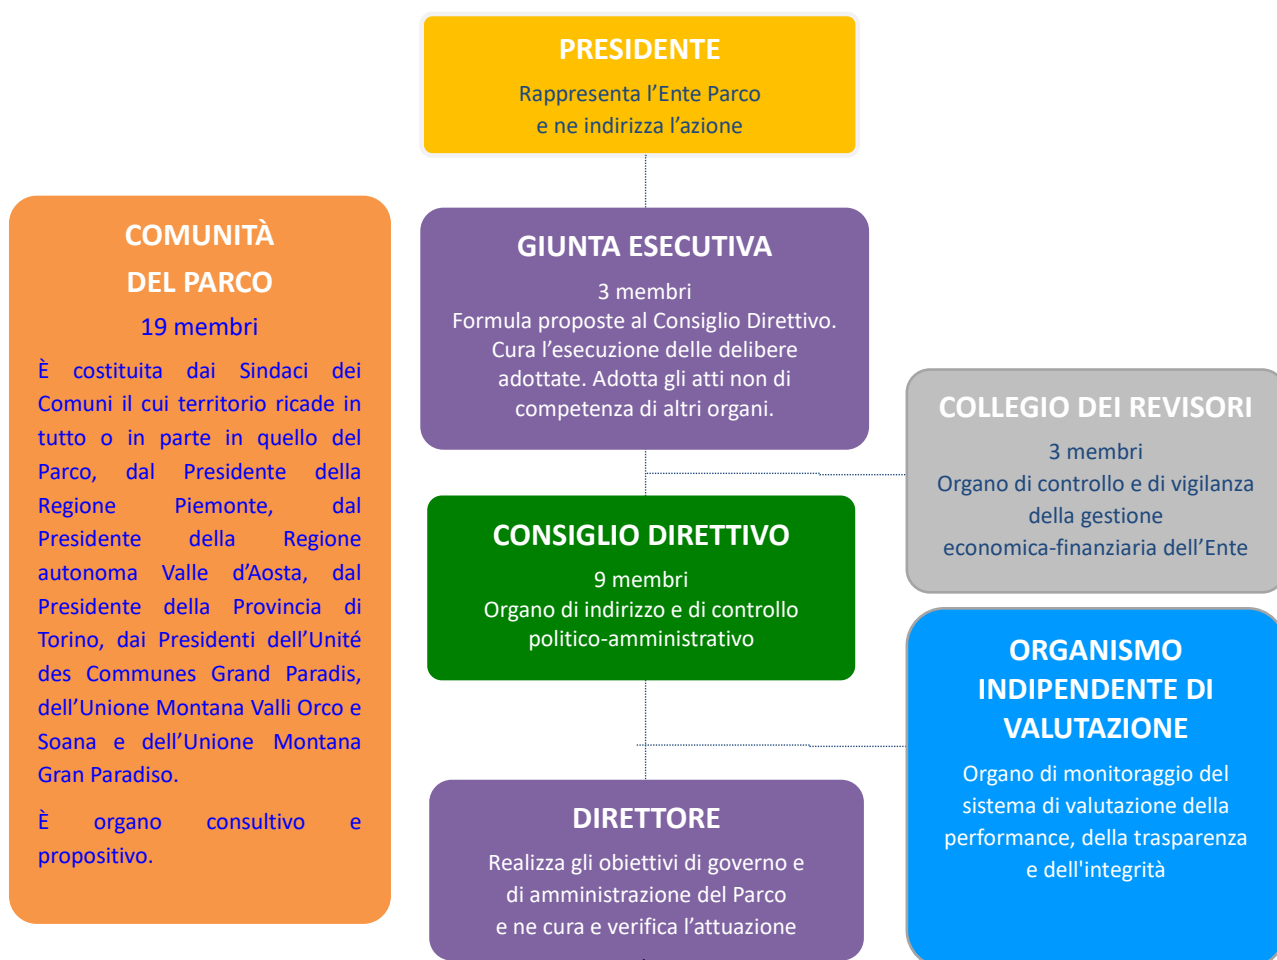 PRESIDENTE
Rappresenta l’Ente Parco
e ne indirizza l’azione
COMUNITÀ
DEL PARCO
19 membri
È costituita dai Sindaci dei
Comuni il cui territorio ricade in
tutto o in parte in quello del
Parco, dal Presidente della
Regione Piemonte, dal
Presidente della Regione
autonoma Valle d’Aosta, dal
Presidente della Provincia di
Torino, dai Presidenti dell’Unité
des Communes Grand Paradis,
dell’Unione Montana Valli Orco e
Soana e dell’Unione Montana
Gran Paradiso.
È organo consultivo e
propositivo.
GIUNTA ESECUTIVA
3 membri
Formula proposte al Consiglio Direttivo.
Cura l’esecuzione delle delibere
adottate. Adotta gli atti non di
competenza di altri organi.
COLLEGIO DEI REVISORI
3 membri
Organo di controllo e di vigilanza
della gestione
economica-finanziaria dell’Ente
CONSIGLIO DIRETTIVO
9 membri
Organo di indirizzo e di controllo
politico-amministrativo
ORGANISMO
INDIPENDENTE DI
VALUTAZIONE
Organo di monitoraggio del
sistema di valutazione della
performance, della trasparenza
e dell'integrità
DIRETTORE
Realizza gli obiettivi di governo e
di amministrazione del Parco
e ne cura e verifica l’attuazione